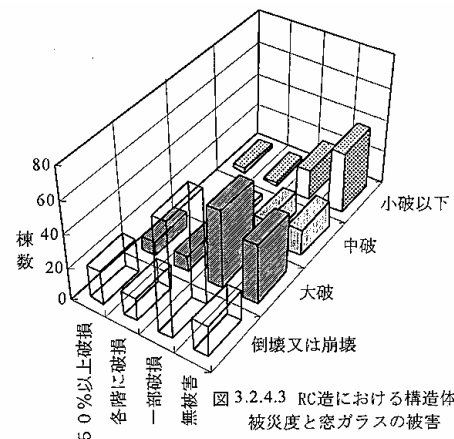 80
60
40
20
0
棟数
50%以上破損
各階に破損
一部破損
無被害
小破以下
中破
大破
倒壊又は崩壊
図3.2.4.3 RC造における構造体
被災度と窓ガラスの被害